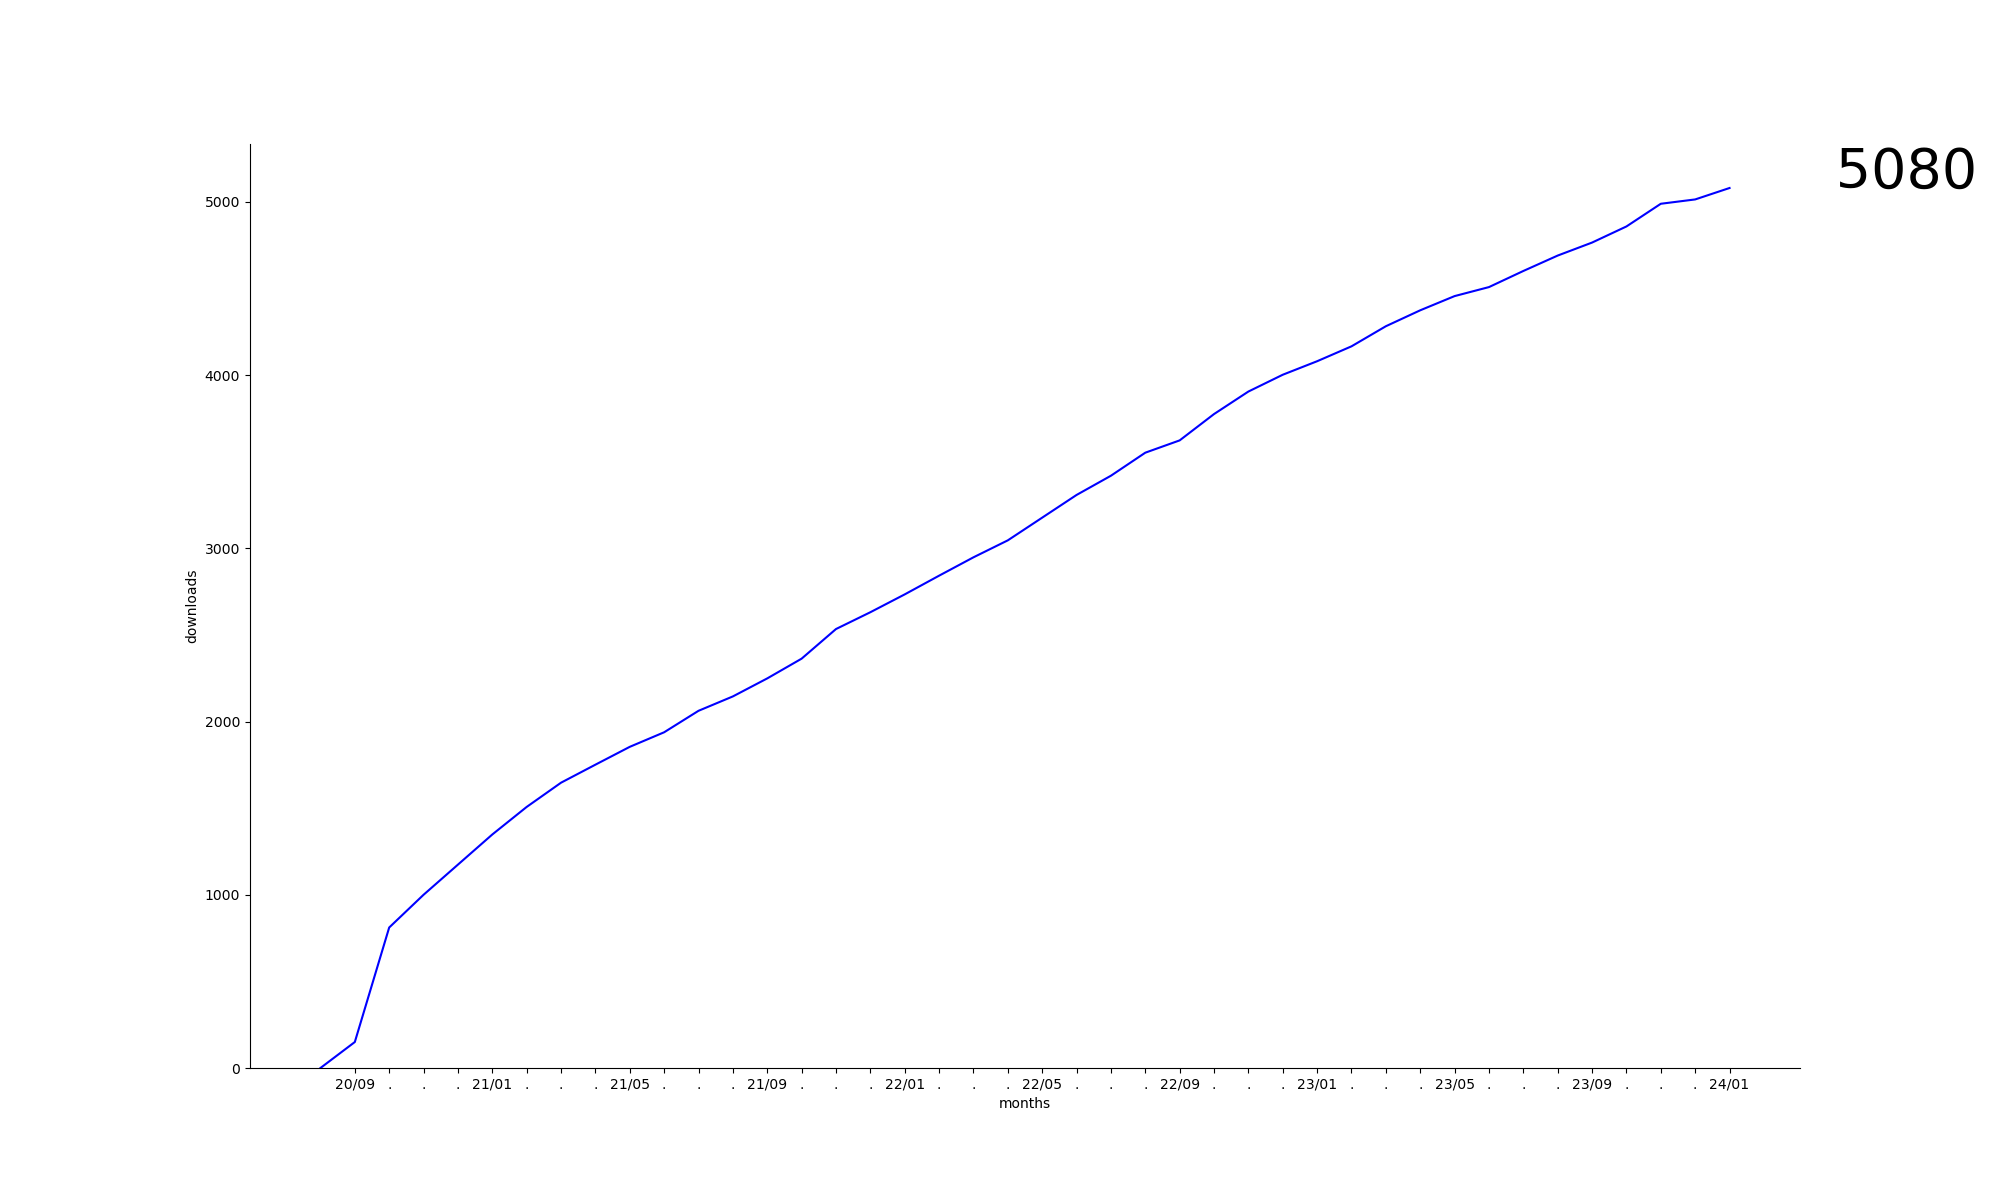 5080
5000
4000
3000
downloads
2000
1000
0
20/09 . . . 21/01 . . . 21/05 . . . 21/09 . . . 22/01 . . . 22/05 . . . 22/09 . . . 23/01 . . . 23/05 . . . 23/09 . . . 24/01
months